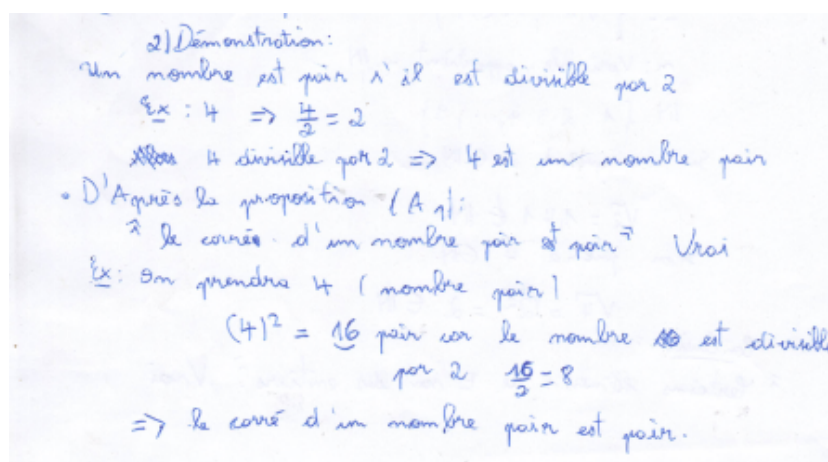 2) Démonstration:
Un nombre est pair s'il est divisible par 2
Ex : 4 => 4/2 = 2
4 divisible par 2 => 4 est un nombre pair
• D'Après la proposition (A 1):
" le carrée d'un nombre pair est pair" Vrai
Ex: On prendra 4 (nombre pair)
(4)² = 16 pair car le nombre est divisible
par 2 16/2 = 8
=> le carré d'un nombre pair est pair.